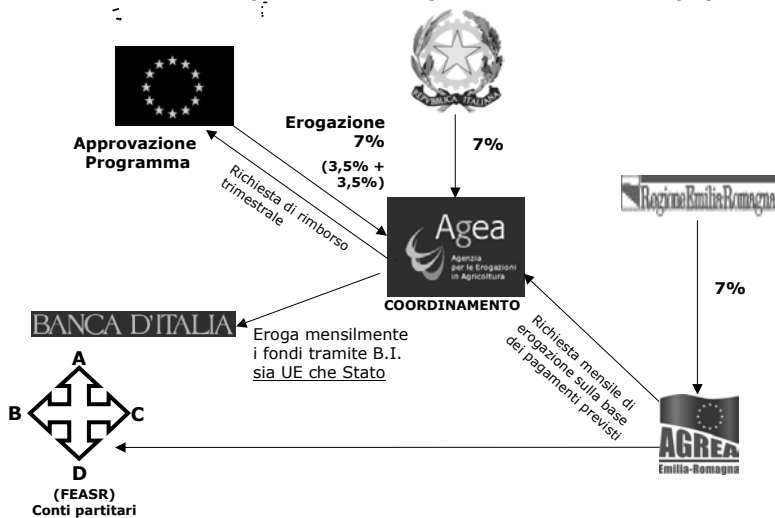 REPVBBLICA ITALIANA
Approvazione
Programma
Erogazione
7%
(3,5% +
3,5%)
7%
Richiesta di rimborso
trimestrale
Regione Emilia-Romagna
Agea
Agenzia
per le Erogazioni
in Agricoltura
COORDINAMENTO
7%
BANCA D'ITALIA
Eroga mensilmente
i fondi tramite B.I.
sia UE che Stato
Richiesta mensile di
erogazione sulla base
dei pagamenti previsti
A
B
C
D
(FEASR)
Conti partitari
AGREA
Emilia-Romagna